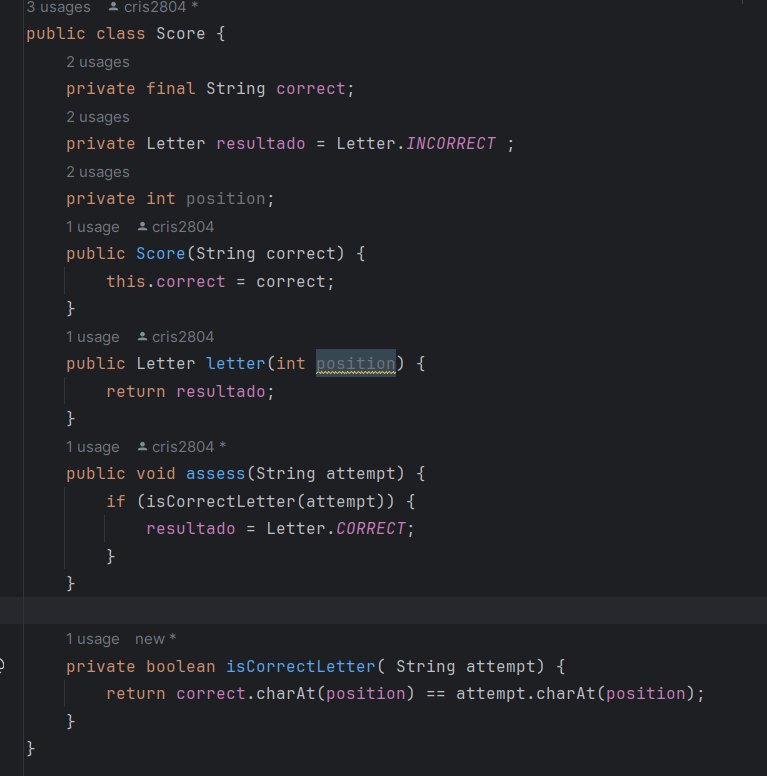 3 usages cris2804 *
public class Score {
2 usages
private final String correct;
2 usages
private Letter resultado = Letter.INCORRECT ;
2 usages
private int position;
1 usage cris2804
public Score(String correct) {
this.correct = correct;
}
1 usage cris2804
public Letter letter(int position) {
return resultado;
}
1 usage cris2804 *
public void assess(String attempt) {
if (isCorrectLetter(attempt)) {
resultado = Letter.CORRECT;
}
}
1 usage new *
private boolean isCorrectLetter( String attempt) {
return correct.charAt(position) == attempt.charAt(position);
}
}